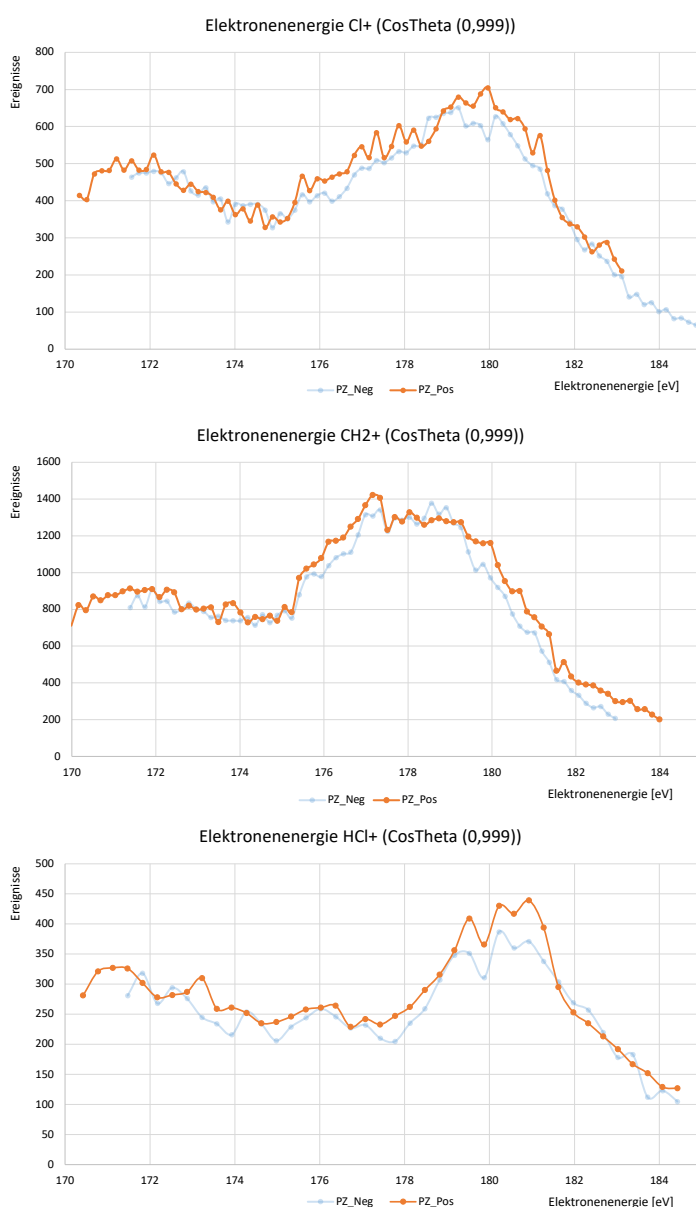 Elektronenenergie Cl+ (CosTheta (0,999))
Ereignisse
800
700
600
500
400
300
200
100
0
170 172 174 176 178 180 182 184
PZ_Neg PZ_Pos
Elektronenenergie [eV]
Elektronenenergie CH2+ (CosTheta (0,999))
Ereignisse
1600
1400
1200
1000
800
600
400
200
0
170 172 174 176 178 180 182 184
PZ_Neg PZ_Pos
Elektronenenergie [eV]
Elektronenenergie HCl+ (CosTheta (0,999))
Ereignisse
500
450
400
350
300
250
200
150
100
50
0
170 172 174 176 178 180 182 184
PZ_Neg PZ_Pos
Elektronenenergie [eV]